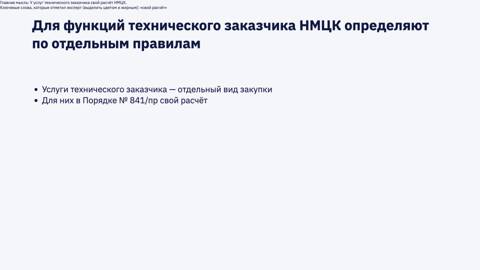 Главная мысль: У услуг технического заказчика свой расчёт НМЦК.
Ключевые слова, которые отметил эксперт (выделить цветом и жирным): «свой расчёт»
Для функций технического заказчика НМЦК определяют
по отдельным правилам
• Услуги технического заказчика — отдельный вид закупки
• Для них в Порядке № 841/пр свой расчёт